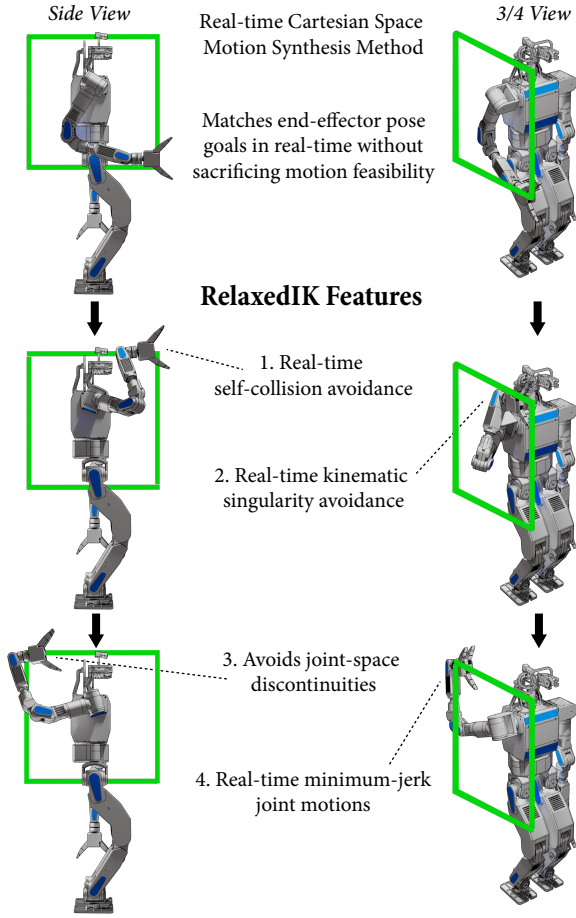 Side View
Real-time Cartesian Space
Motion Synthesis Method
3/4 View
Matches end-effector pose
goals in real-time without
sacrificing motion feasibility
RelaxedIK Features
1. Real-time
self-collision avoidance
2. Real-time kinematic
singularity avoidance
3. Avoids joint-space
discontinuities
4. Real-time minimum-jerk
joint motions